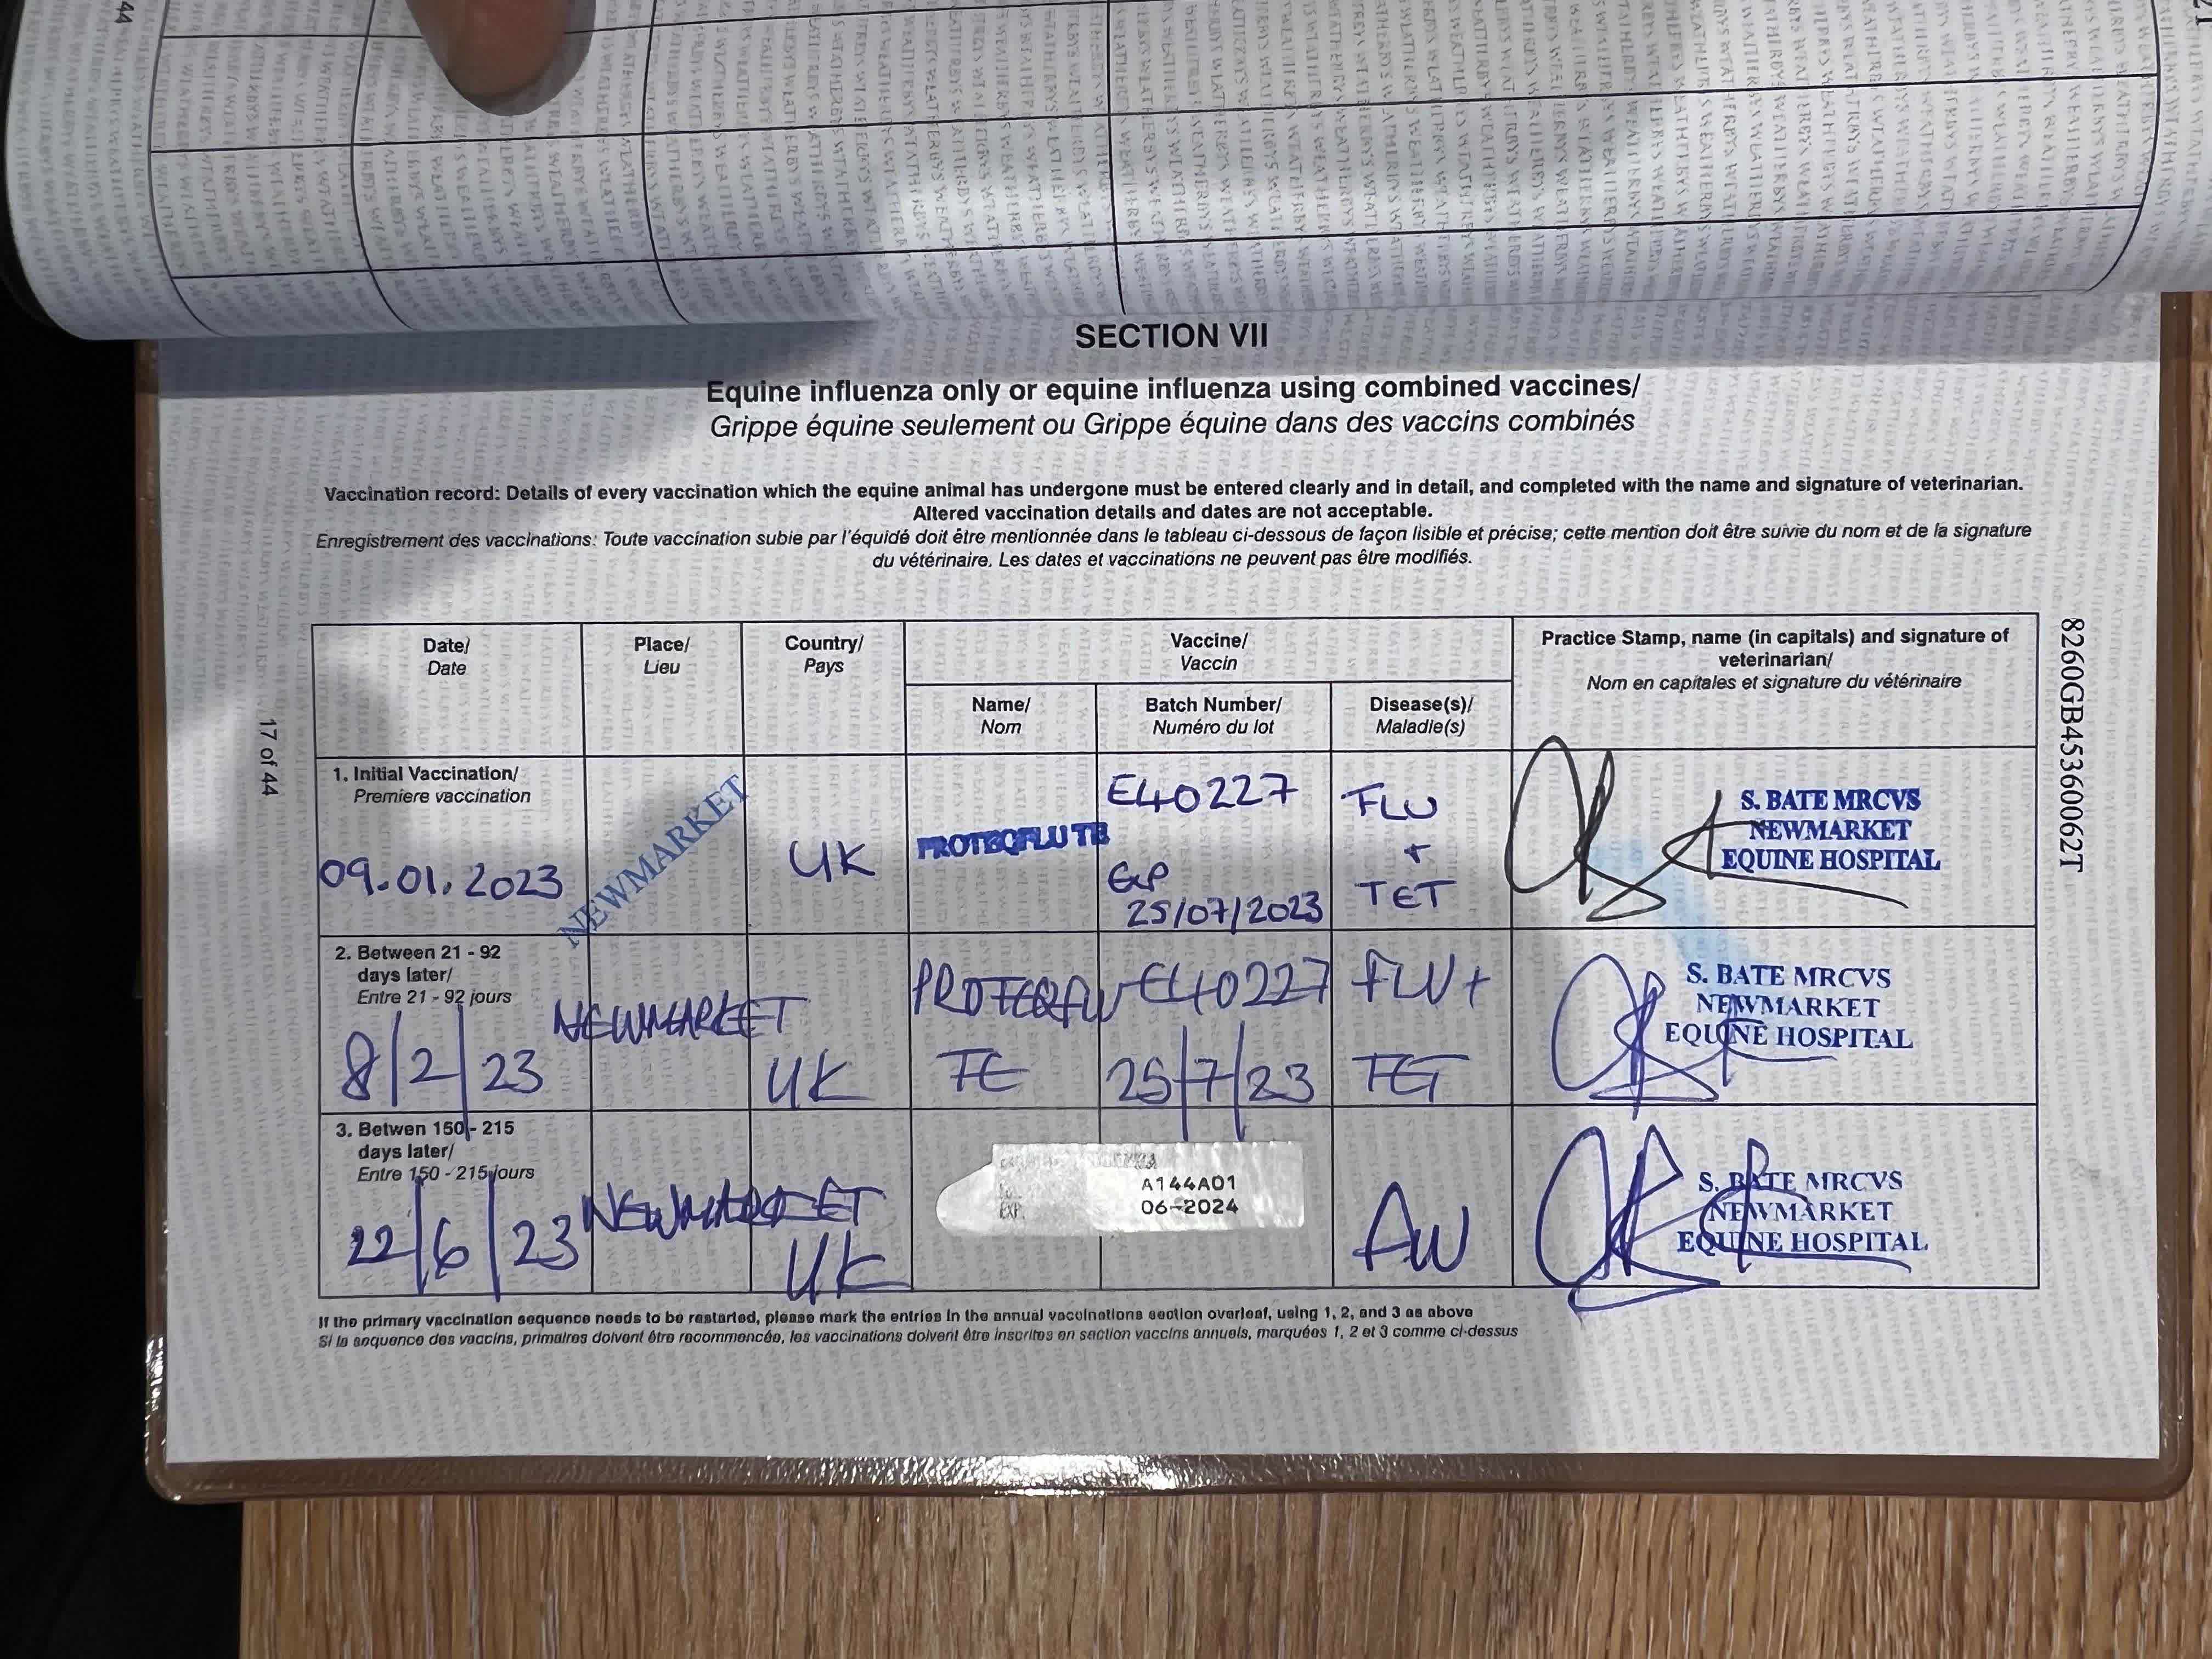 SECTION VII
Equine influenza only or equine influenza using combined vaccines/
Grippe équine seulement ou Grippe équine dans des vaccins combinés
Vaccination record: Details of every vaccination which the equine animal has undergone must be entered clearly and in detail, and completed with the name and signature of veterinarian.
Altered vaccination details and dates are not acceptable.
Enregistrement des vaccinations: Toute vaccination subie par l'équidé doit être mentionnée dans le tableau ci-dessous de façon lisible et précise; cette mention doit être suivie du nom et de la signature
du vétérinaire. Les dates et vaccinations ne peuvent pas être modifiés.
Date/
Date
Place/
Lieu
Country/
Pays
Vaccine/
Vaccin
Name/
Nom
Batch Number/
Numéro du lot
Disease(s)/
Maladie(s)
Practice Stamp, name (in capitals) and signature of
veterinarian/
Nom en capitales et signature du vétérinaire
1. Initial Vaccination/
Premiere vaccination
09.01.2023
NEWMARKET
UK
PROTEQFLU TE
E40227
EXP
25/07/2023
FLU
+
TET
S. BATE MRCVS
NEWMARKET
EQUINE HOSPITAL
2. Between 21 - 92
days later/
Entre 21 - 92 jours
8/2/23
NEWMARKET
UK
PROTEQFLU
TE
E40227
25/7/23
FLU +
TET
S. BATE MRCVS
NEWMARKET
EQUINE HOSPITAL
3. Betwen 150 - 215
days later/
Entre 150 - 215 jours
22/6/23
NEWMARKET
UK
A144A01
EXP. 06-2024
S. BATE MRCVS
NEWMARKET
EQUINE HOSPITAL
If the primary vaccination sequence needs to be restarted, please mark the entries in the annual vaccinations section overleaf, using 1, 2, and 3 as above
Si la sequence des vaccins, primaires doivent être recommencée, les vaccinations doivent être inscrites en section vaccins annuels, marquées 1, 2 et 3 comme ci-dessus
17 of 44
8260GB45360062T